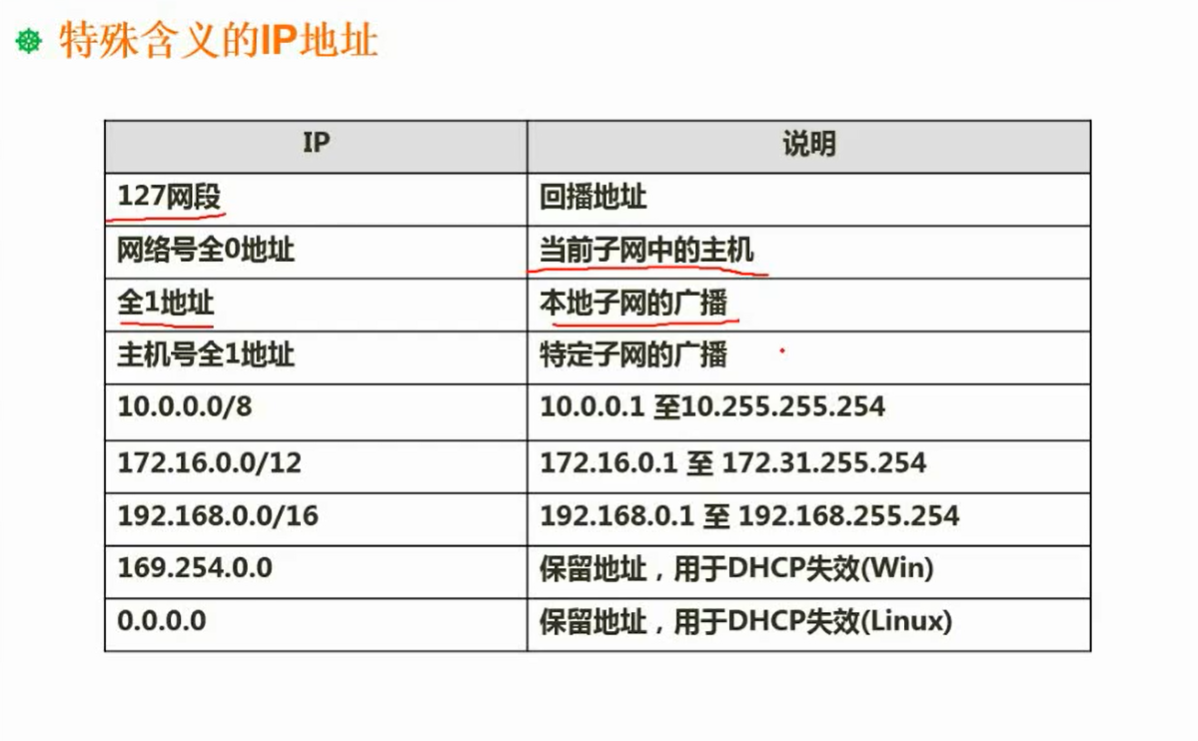 特殊含义的IP地址
IP 说明
127网段 回播地址
网络号全0地址 当前子网中的主机
全1地址 本地子网的广播
主机号全1地址 特定子网的广播
10.0.0.0/8 10.0.0.1 至10.255.255.254
172.16.0.0/12 172.16.0.1 至 172.31.255.254
192.168.0.0/16 192.168.0.1 至 192.168.255.254
169.254.0.0 保留地址，用于DHCP失效(Win)
0.0.0.0 保留地址，用于DHCP失效(Linux)